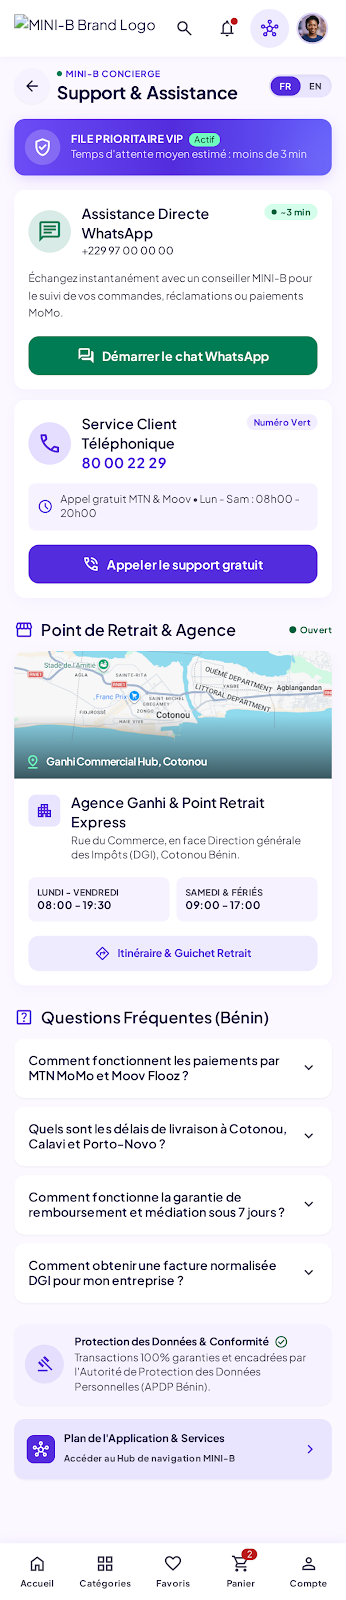 MINI-B Brand Logo
MINI-B CONCIERGE
Support & Assistance
FR EN
FILE PRIORITAIRE VIP Actif
Temps d'attente moyen estimé : moins de 3 min
Assistance Directe
WhatsApp
~3 min
+229 97 00 00 00
Échangez instantanément avec un conseiller MINI-B pour
le suivi de vos commandes, réclamations ou paiements
MoMo.
Démarrer le chat WhatsApp
Service Client
Téléphonique
Numéro Vert
80 00 22 29
Appel gratuit MTN & Moov • Lun - Sam : 08h00 -
20h00
Appeler le support gratuit
Point de Retrait & Agence
Ouvert
Stade de l'Amitié
AGLA
SAINTE-RITA
OUÉMÉ DEPARTMENT
LITTORAL DEPARTMENT
Agblangandan
Franc Prix
SAINT MICHEL
GBEGAMEY
ZONGO
FIGJROSSÈ
HAIE VIVE
Cotonou
Ganhi Commercial Hub, Cotonou
Agence Ganhi & Point Retrait
Express
Rue du Commerce, en face Direction générale
des Impôts (DGI), Cotonou Bénin.
LUNDI - VENDREDI
08:00 - 19:30
SAMEDI & FÉRIÉS
09:00 - 17:00
Itinéraire & Guichet Retrait
Questions Fréquentes (Bénin)
Comment fonctionnent les paiements par
MTN MoMo et Moov Flooz ?
Quels sont les délais de livraison à Cotonou,
Calavi et Porto-Novo ?
Comment fonctionne la garantie de
remboursement et médiation sous 7 jours ?
Comment obtenir une facture normalisée
DGI pour mon entreprise ?
Protection des Données & Conformité
Transactions 100% garanties et encadrées par
l'Autorité de Protection des Données
Personnelles (APDP Bénin).
Plan de l'Application & Services
Accéder au Hub de navigation MINI-B
2
Accueil Catégories Favoris Panier Compte